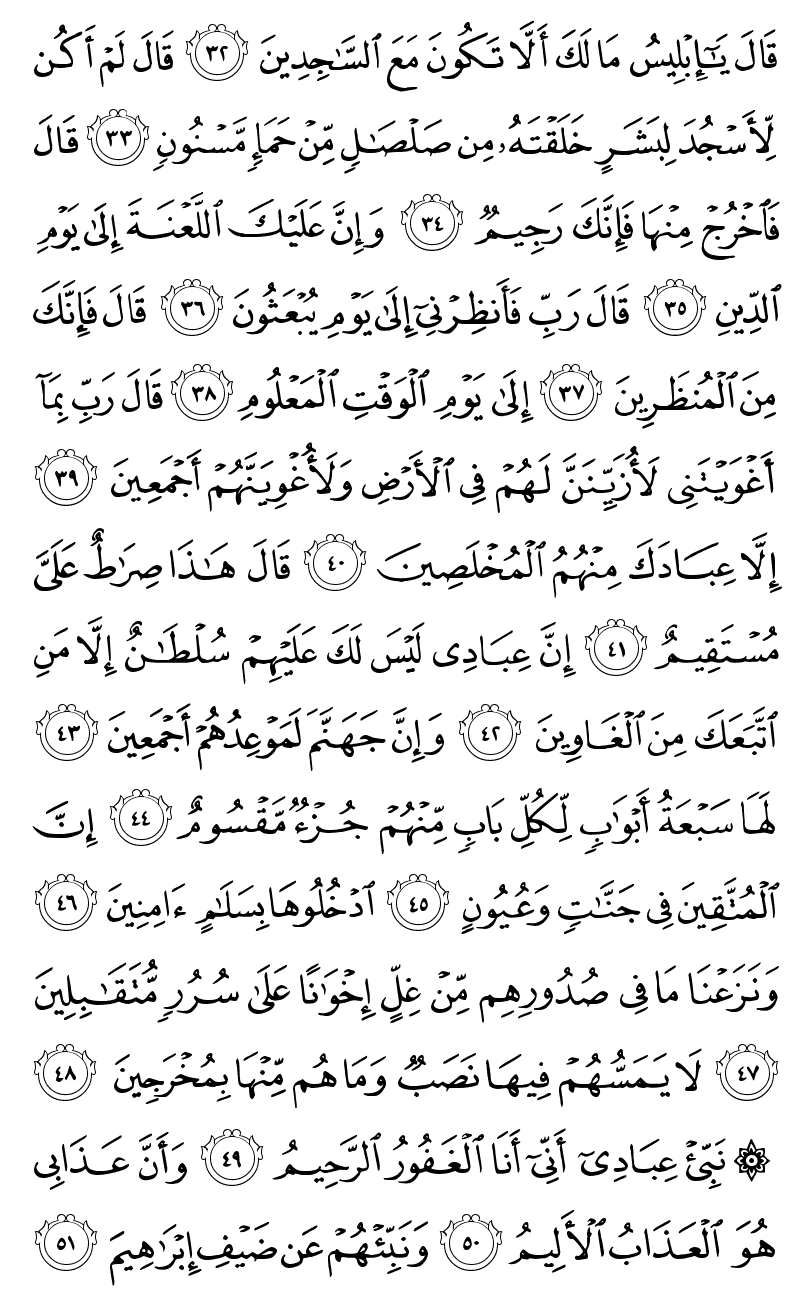 قَالَ يَـٰٓإِبْلِيسُ مَا لَكَ أَلَّا تَكُونَ مَعَ ٱلسَّـٰجِدِينَ ٣٢ قَالَ لَمْ أَكُن
لِّأَسْجُدَ لِبَشَرٍ خَلَقْتَهُۥ مِن صَلْصَـٰلٍ مِّنْ حَمَإٍ مَّسْنُونٍ ٣٣ قَالَ
فَٱخْرُجْ مِنْهَا فَإِنَّكَ رَجِيمٌ ٣٤ وَإِنَّ عَلَيْكَ ٱللَّعْنَةَ إِلَىٰ يَوْمِ
ٱلدِّينِ ٣٥ قَالَ رَبِّ فَأَنظِرْنِىٓ إِلَىٰ يَوْمِ يُبْعَثُونَ ٣٦ قَالَ فَإِنَّكَ
مِنَ ٱلْمُنظَرِينَ ٣٧ إِلَىٰ يَوْمِ ٱلْوَقْتِ ٱلْمَعْلُومِ ٣٨ قَالَ رَبِّ بِمَآ
أَغْوَيْتَنِى لَأُزَيِّنَنَّ لَهُمْ فِى ٱلْأَرْضِ وَلَأُغْوِيَنَّهُمْ أَجْمَعِينَ ٣٩
إِلَّا عِبَادَكَ مِنْهُمُ ٱلْمُخْلَصِينَ ٤٠ قَالَ هَـٰذَا صِرَٰطٌ عَلَىَّ
مُسْتَقِيمٌ ٤١ إِنَّ عِبَادِى لَيْسَ لَكَ عَلَيْهِمْ سُلْطَـٰنٌ إِلَّا مَنِ
ٱتَّبَعَكَ مِنَ ٱلْغَاوِينَ ٤٢ وَإِنَّ جَهَنَّمَ لَمَوْعِدُهُمْ أَجْمَعِينَ ٤٣
لَهَا سَبْعَةُ أَبْوَٰبٍ لِّكُلِّ بَابٍ مِّنْهُمْ جُزْءٌ مَّقْسُومٌ ٤٤ إِنَّ
ٱلْمُتَّقِينَ فِى جَنَّـٰتٍ وَعُيُونٍ ٤٥ ٱدْخُلُوهَا بِسَلَـٰمٍ ءَامِنِينَ ٤٦
وَنَزَعْنَا مَا فِى صُدُورِهِم مِّنْ غِلٍّ إِخْوَٰنًا عَلَىٰ سُرُرٍ مُّتَقَـٰبِلِينَ
٤٧ لَا يَمَسُّهُمْ فِيهَا نَصَبٌ وَمَا هُم مِّنْهَا بِمُخْرَجِينَ ٤٨
۞ نَبِّئْ عِبَادِىٓ أَنِّىٓ أَنَا ٱلْغَفُورُ ٱلرَّحِيمُ ٤٩ وَأَنَّ عَذَابِى
هُوَ ٱلْعَذَابُ ٱلْأَلِيمُ ٥٠ وَنَبِّئْهُمْ عَن ضَيْفِ إِبْرَٰهِيمَ ٥١